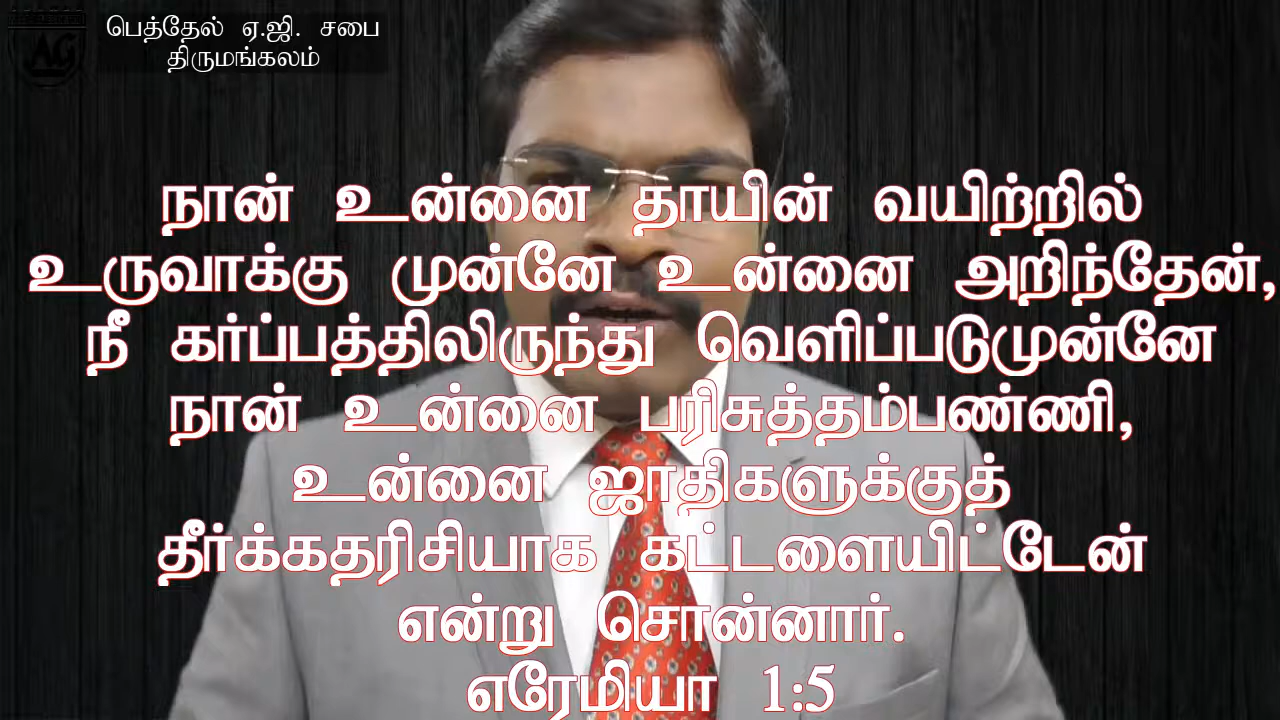 பெத்தேல் ஏ.ஜி. சபை
திருமங்கலம்
AG
நான் உன்னை தாயின் வயிற்றில்
உருவாக்கு முன்னே உன்னை அறிந்தேன்,
நீ கர்ப்பத்திலிருந்து வெளிப்படுமுன்னே
நான் உன்னை பரிசுத்தம்பண்ணி,
உன்னை ஜாதிகளுக்குத்
தீர்க்கதரிசியாக கட்டளையிட்டேன்
என்று சொன்னார்.
எரேமியா 1:5